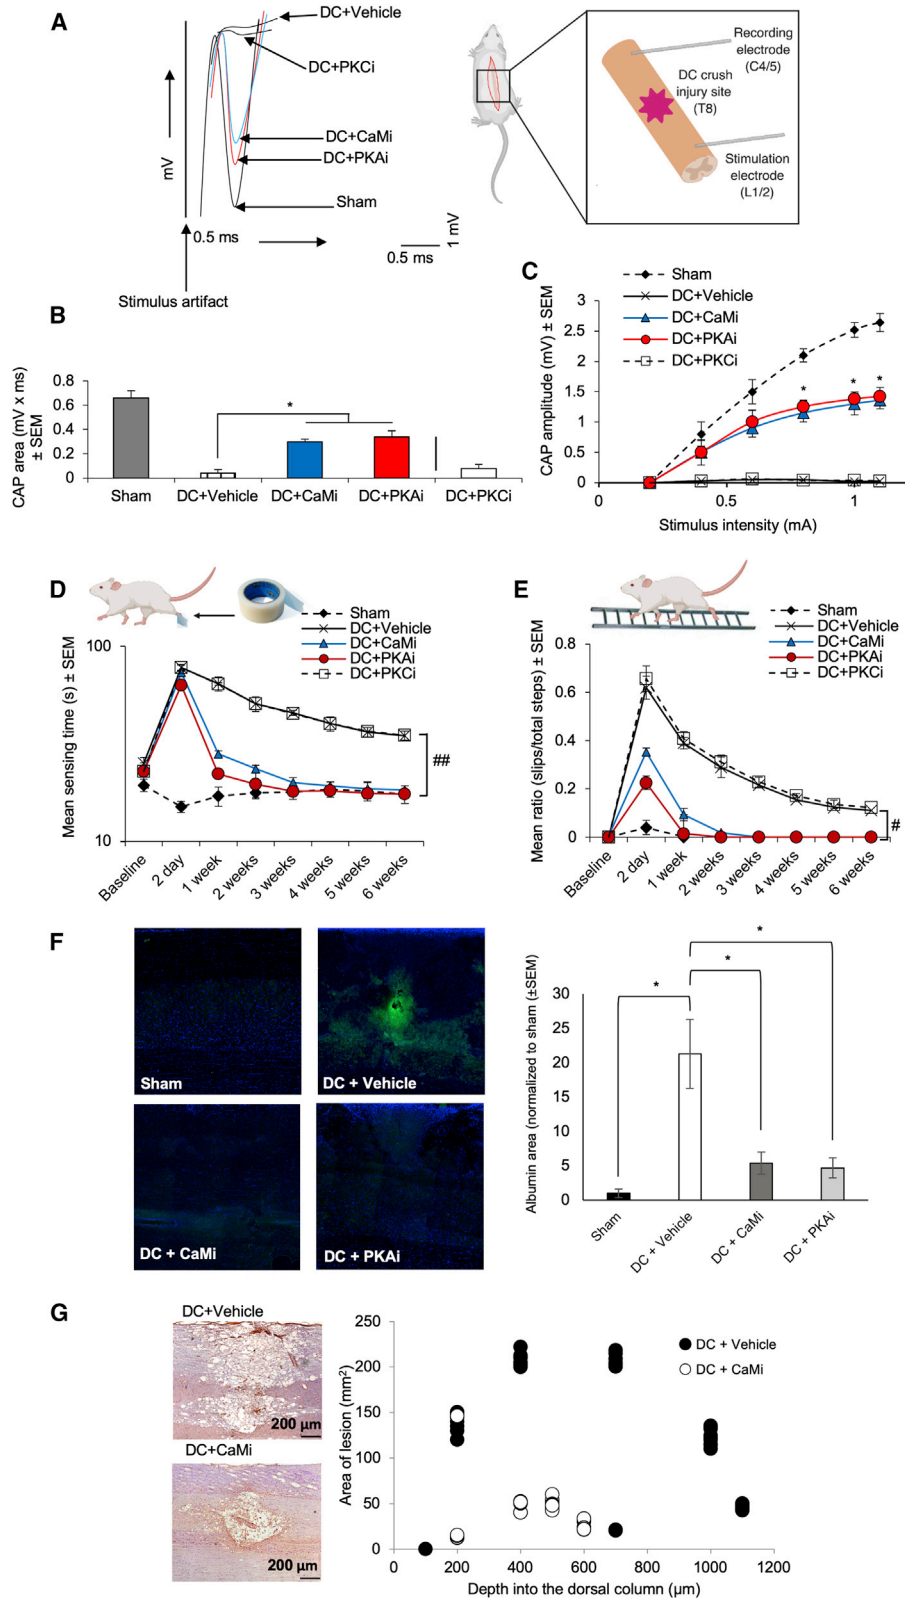 A
DC+Vehicle
DC+PKCi
DC+CaMi
DC+PKAi
Sham
mV
0.5 ms
0.5 ms
1 mV
Stimulus artifact
Recording
electrode
(C4/5)
DC crush
injury site
(T8)
Stimulation
electrode
(L1/2)
B
CAP area (mV x ms)
± SEM
0.8
0.6
0.4
0.2
0
*
Sham
DC+Vehicle
DC+CaMi
DC+PKAi
DC+PKCi
C
Sham
DC+Vehicle
DC+CaMi
DC+PKAi
DC+PKCi
CAP amplitude (mV) ± SEM
3
2.5
2
1.5
1
0.5
0
* * *
0 0.5 1
Stimulus intensity (mA)
D
Sham
DC+Vehicle
DC+CaMi
DC+PKAi
DC+PKCi
Mean sensing time (s) ± SEM
100
10
##
Baseline
2 day
1 week
2 weeks
3 weeks
4 weeks
5 weeks
6 weeks
E
Sham
DC+Vehicle
DC+CaMi
DC+PKAi
DC+PKCi
Mean ratio (slips/total steps) ± SEM
0.8
0.6
0.4
0.2
0
#
Baseline
2 day
1 week
2 weeks
3 weeks
4 weeks
5 weeks
6 weeks
F
Sham
DC + Vehicle
DC + CaMi
DC + PKAi
Albumin area (normalized to sham (±SEM)
30
25
20
15
10
5
0
*
*
*
Sham
DC + Vehicle
DC + CaMi
DC + PKAi
G
DC+Vehicle
200 µm
DC+CaMi
200 µm
Area of lesion (mm²)
250
200
150
100
50
0
DC + Vehicle
DC + CaMi
0 200 400 600 800 1000 1200
Depth into the dorsal column (µm)